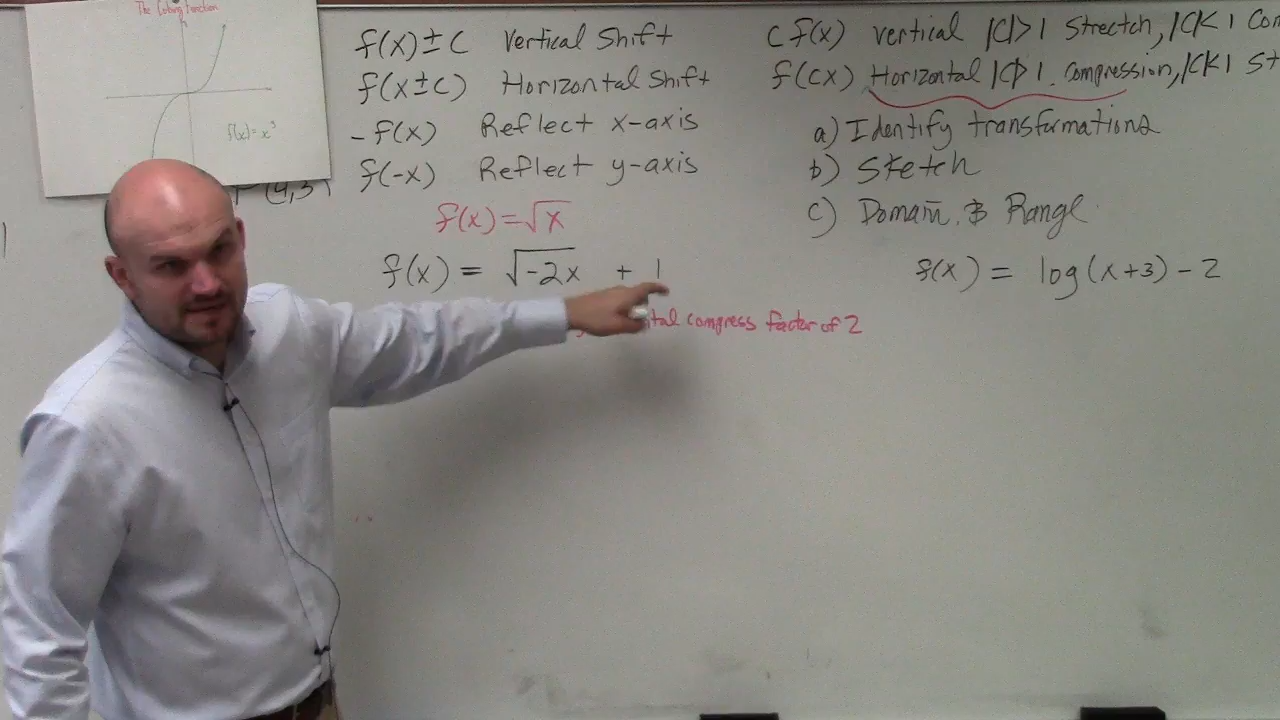 The Cubing Function
f(x)=x³
(4,3)
f(x) ± C Vertical Shift
f(x±C) Horizontal Shift
-f(x) Reflect x-axis
f(-x) Reflect y-axis
f(x)=√x
f(x) = √-2x + 1
compress factor of 2
Cf(x) vertical |C|>1 Strectch, |C|<1 Com
f(Cx) Horizontal |C|>1 Compression, |C|<1 St
a) Identify transformations
b) Sketch
c) Domain & Range
f(x) = log(x+3) - 2